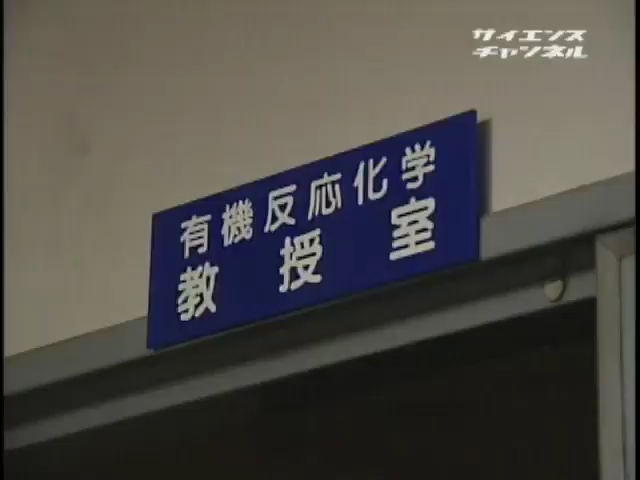 サイエンス
チャンネル
有機反応化学
教授室